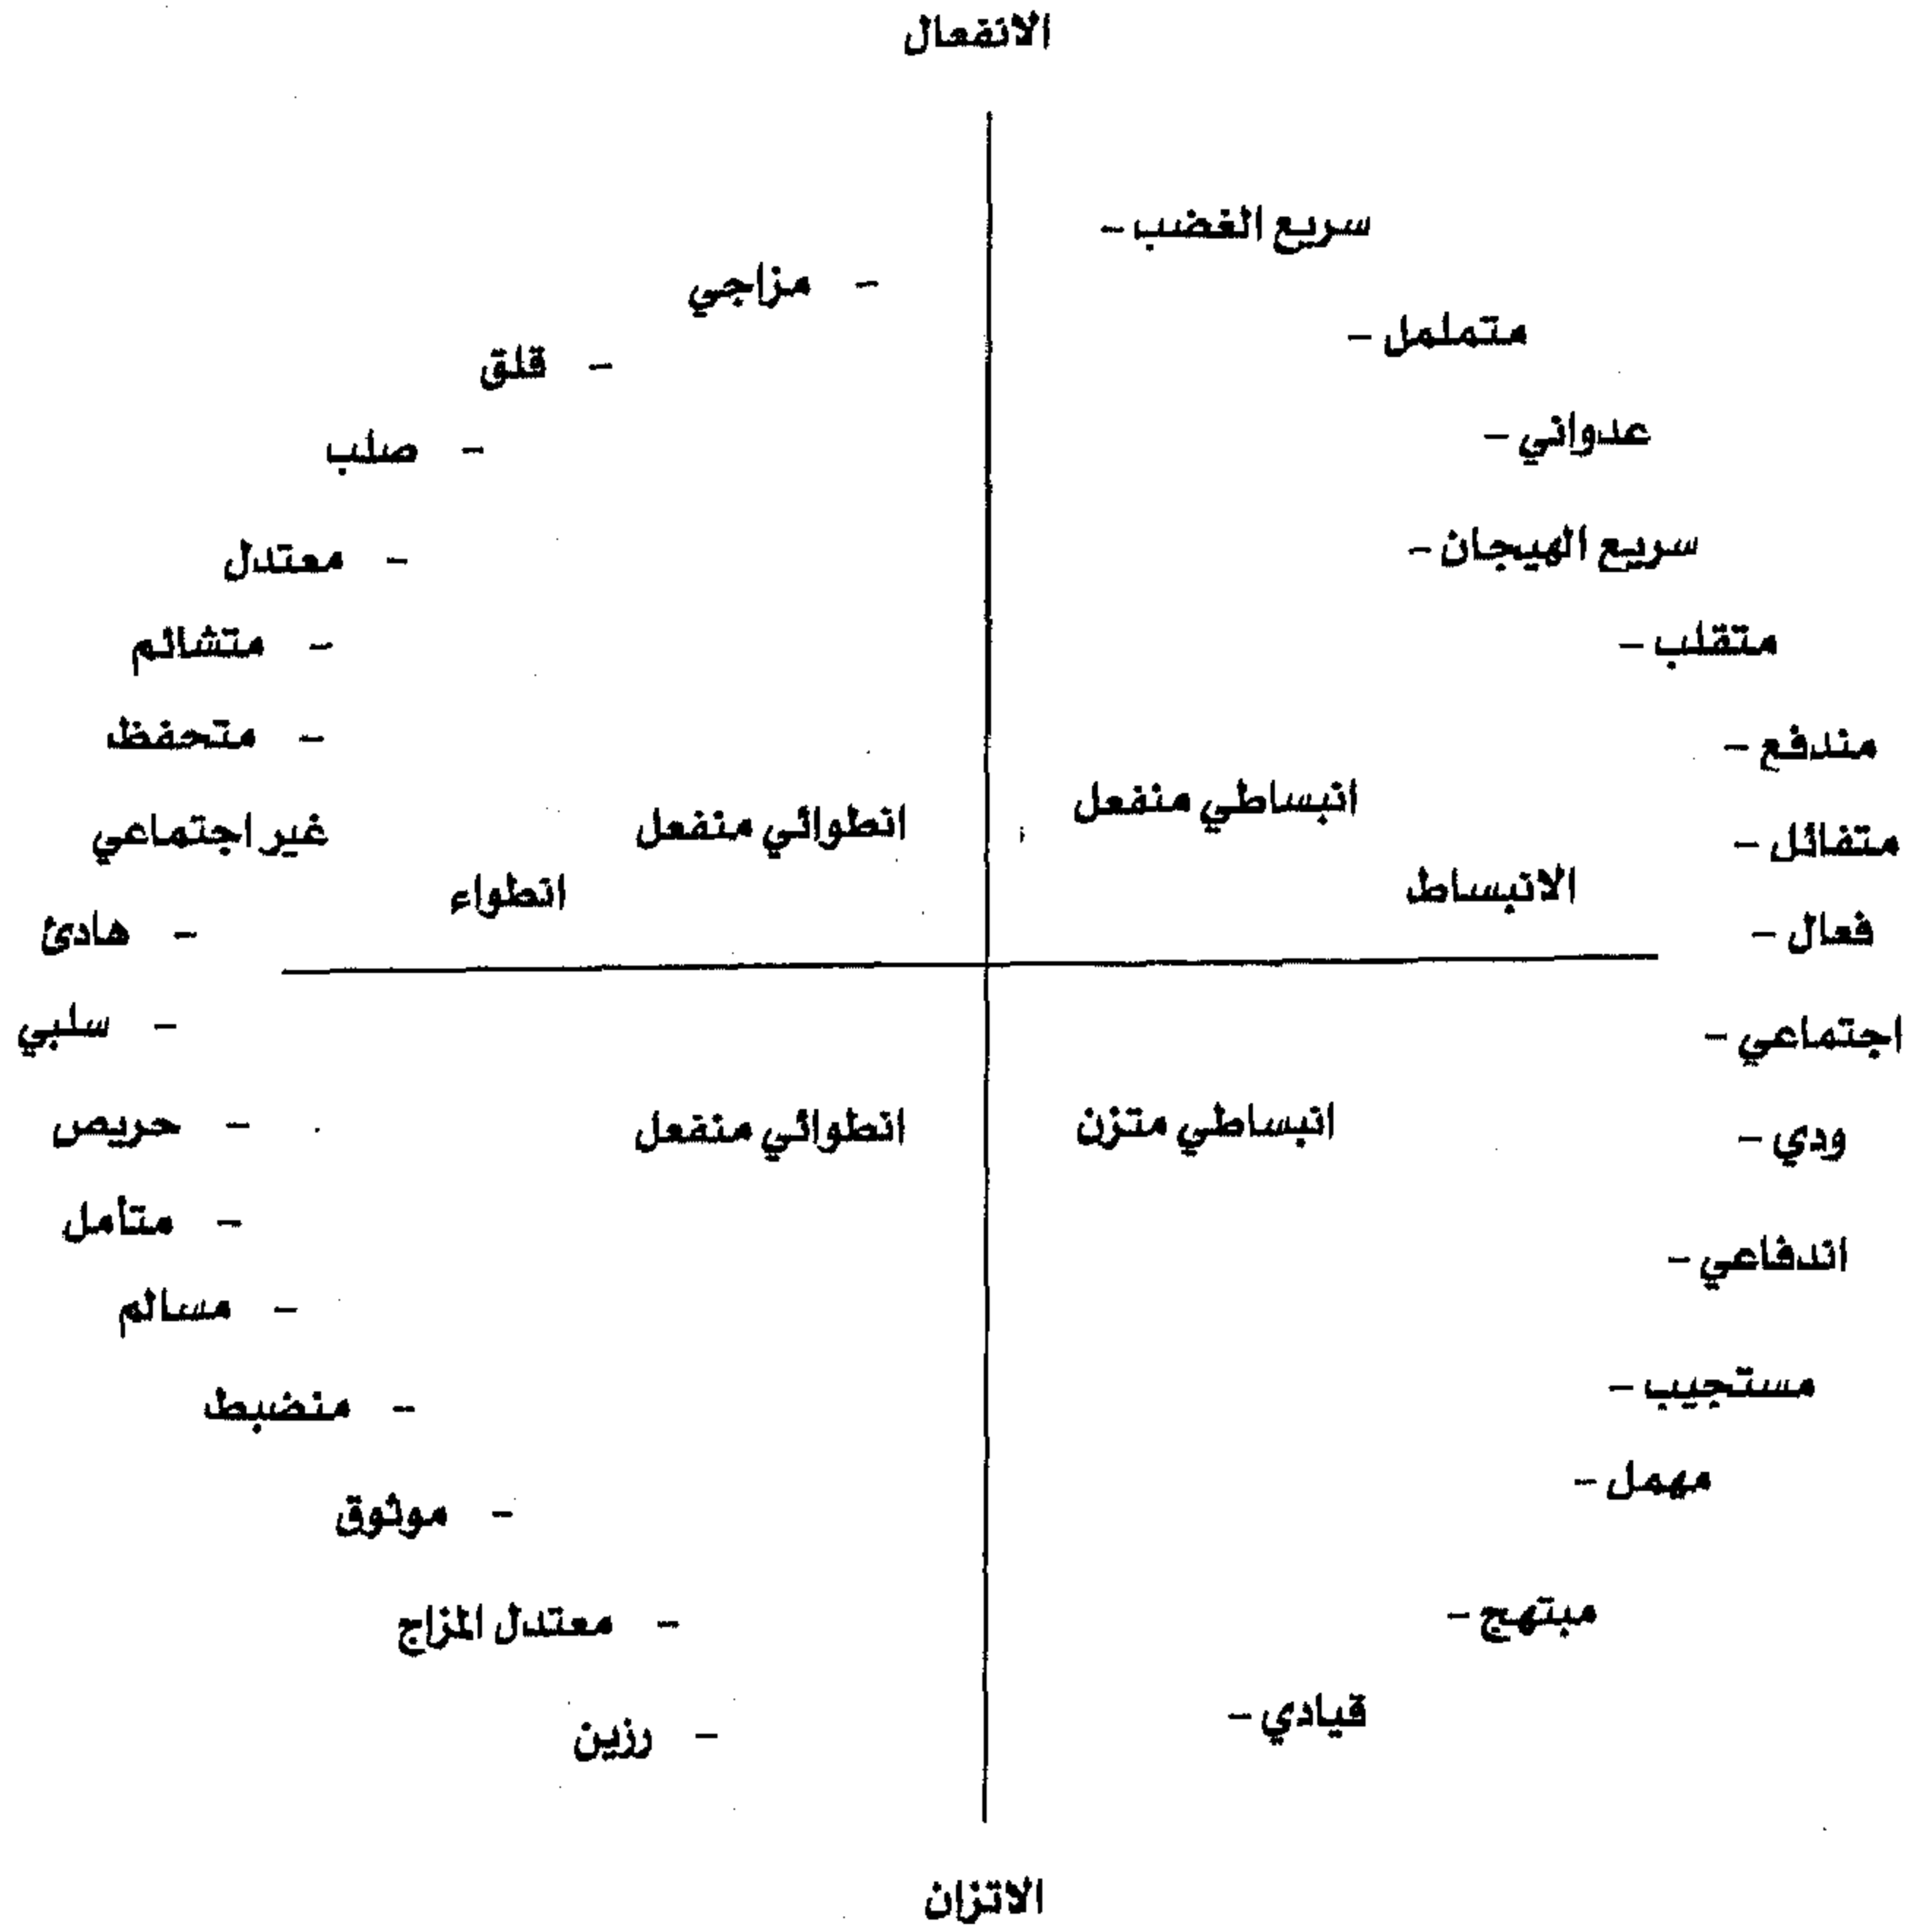 الانفعال
سريع الغضب -
- مزاجي
متململ -
- قلق
عدواني -
- صلب
سريع الهيجان -
- معتدل
متقلب -
- متشائم
مندفع -
- متحفظ
انبساطي منفعل
انطوائي منفعل
متفائل -
غير اجتماعي
الانبساط
انطواء
فعال -
- هادئ
اجتماعي -
- سلبي
ودي -
انبساطي متزن
انطوائي منفعل
- حريص
اندفاعي -
- متأمل
- مسالم
مستجيب -
- منضبط
مهمل -
- موثوق
مبتهج -
- معتدل المزاج
قيادي -
- رزين
الاتزان